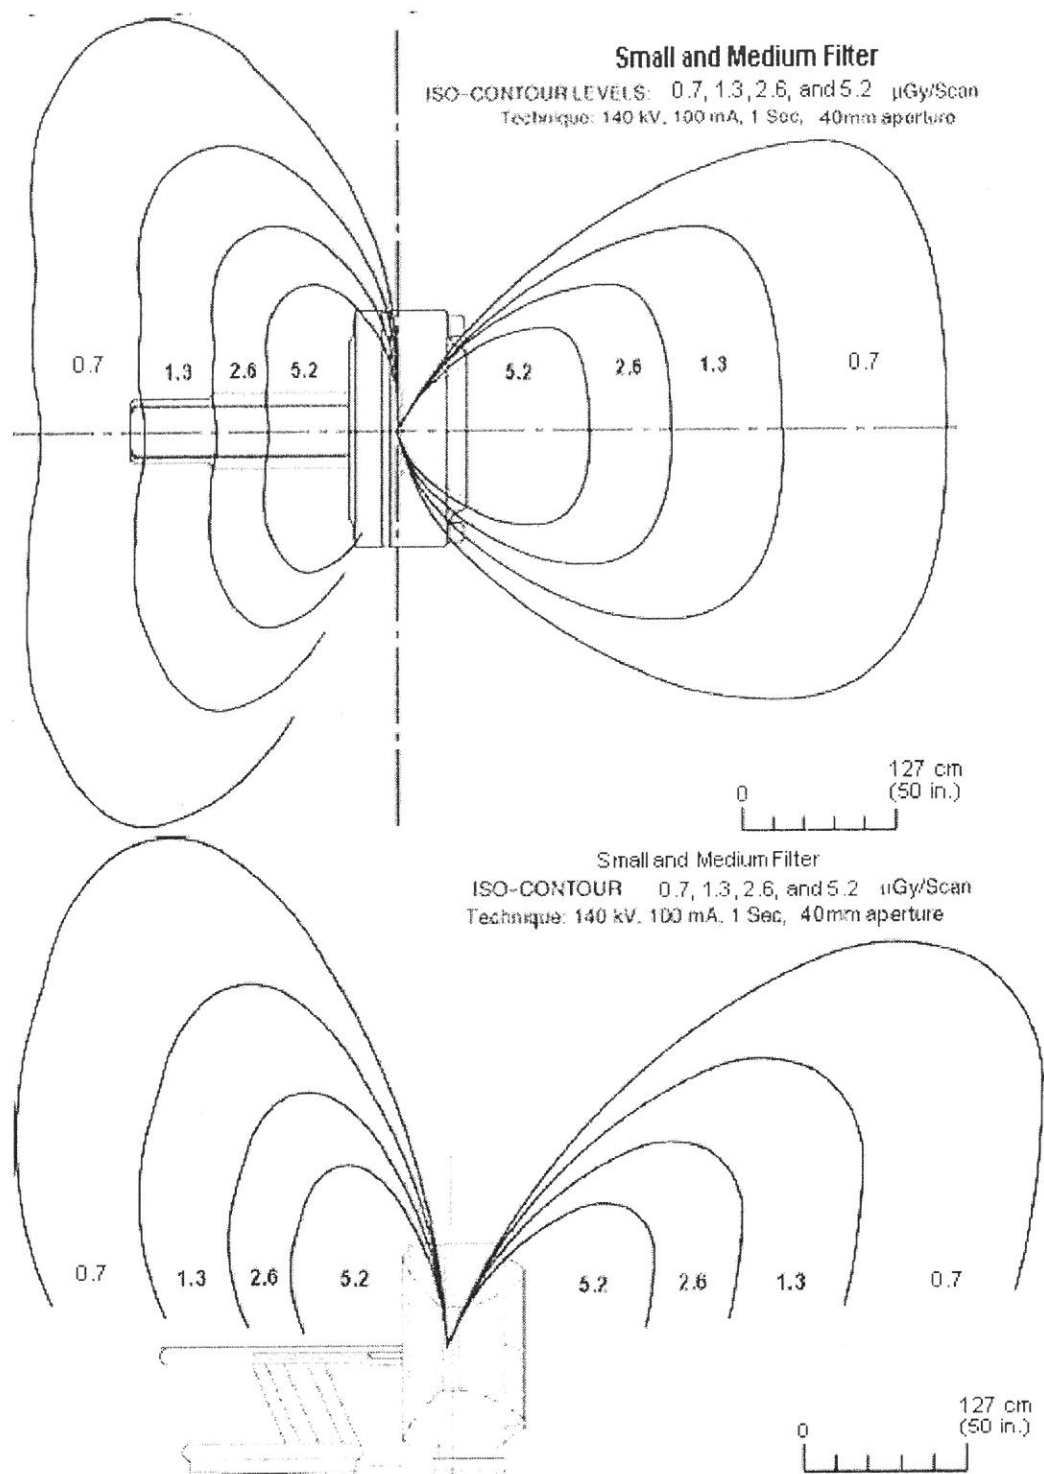 Small and Medium Filter
ISO-CONTOUR LEVELS: 0.7, 1.3, 2.6, and 5.2 µGy/Scan
Technique: 140 kV, 100 mA, 1 Sec, 40mm aperture
0.7 1.3 2.6 5.2 5.2 2.6 1.3 0.7
127 cm
0 (50 in.)
Small and Medium Filter
ISO-CONTOUR 0.7, 1.3, 2.6, and 5.2 µGy/Scan
Technique: 140 kV, 100 mA, 1 Sec, 40mm aperture
0.7 1.3 2.6 5.2 5.2 2.6 1.3 0.7
127 cm
0 (50 in.)